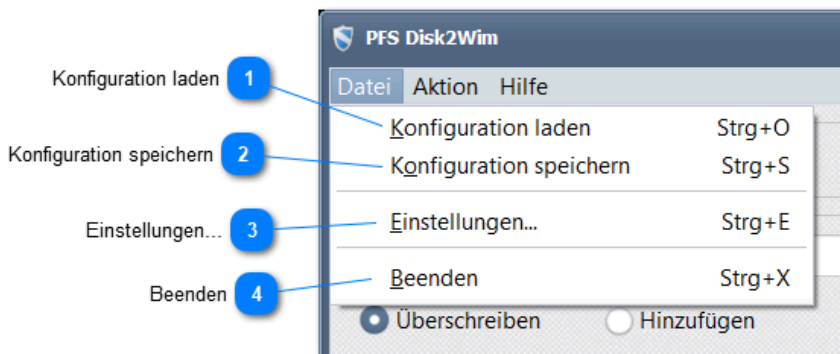 PFS Disk2Wim
Datei Aktion Hilfe
Konfiguration laden 1 Konfiguration laden Strg+O
Konfiguration speichern 2 Konfiguration speichern Strg+S
Einstellungen... 3 Einstellungen... Strg+E
Beenden 4 Beenden Strg+X
Überschreiben Hinzufügen